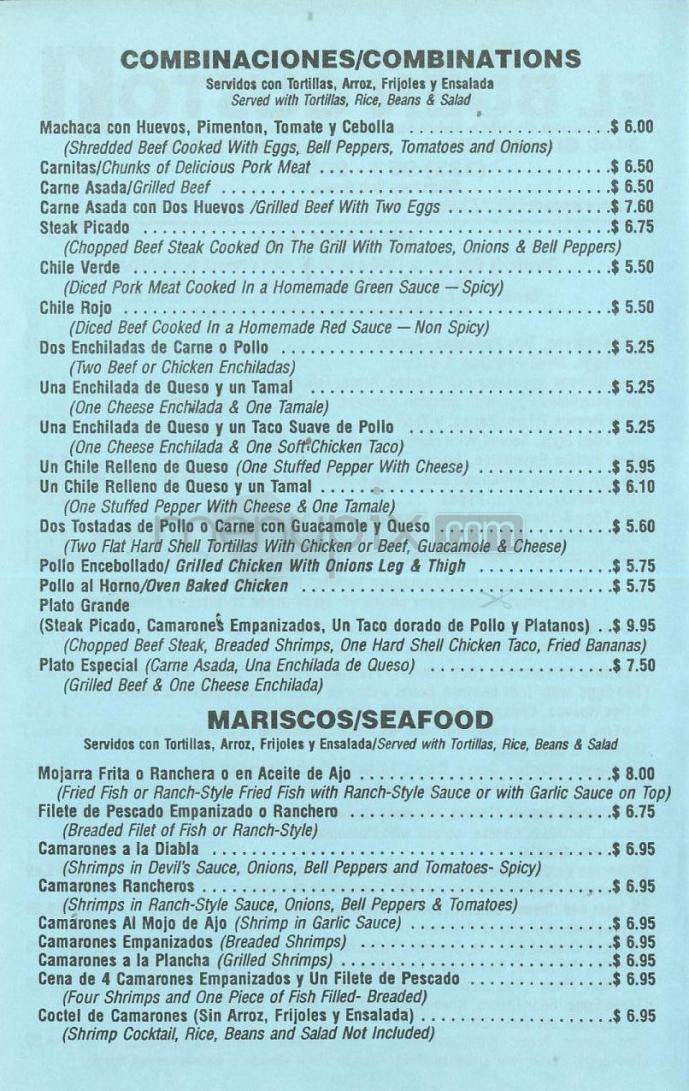 COMBINACIONES/COMBINATIONS
Servidos con Tortillas, Arroz, Frijoles y Ensalada
Served with Tortillas, Rice, Beans & Salad
Machaca con Huevos, Pimenton, Tomate y Cebolla ........................$ 6.00
(Shredded Beef Cooked With Eggs, Bell Peppers, Tomatoes and Onions)
Carnitas/Chunks of Delicious Pork Meat ..................................$ 6.50
Carne Asada/Grilled Beef .............................................$ 6.50
Carne Asada con Dos Huevos /Grilled Beef With Two Eggs ...................$ 7.60
Steak Picado ......................................................$ 6.75
(Chopped Beef Steak Cooked On The Grill With Tomatoes, Onions & Bell Peppers)
Chile Verde .......................................................$ 5.50
(Diced Pork Meat Cooked In a Homemade Green Sauce — Spicy)
Chile Rojo ........................................................$ 5.50
(Diced Beef Cooked In a Homemade Red Sauce — Non Spicy)
Dos Enchiladas de Carne o Pollo .......................................$ 5.25
(Two Beef or Chicken Enchiladas)
Una Enchilada de Queso y un Tamal ...................................$ 5.25
(One Cheese Enchilada & One Tamale)
Una Enchilada de Queso y un Taco Suave de Pollo ........................$ 5.25
(One Cheese Enchilada & One Soft Chicken Taco)
Un Chile Relleno de Queso (One Stuffed Pepper With Cheese) ...............$ 5.95
Un Chile Relleno de Queso y un Tamal ...................................$ 6.10
(One Stuffed Pepper With Cheese & One Tamale)
Dos Tostadas de Pollo o Carne con Guacamole y Queso ....................$ 5.60
(Two Flat Hard Shell Tortillas With Chicken or Beef, Guacamole & Cheese)
Pollo Encebollado/ Grilled Chicken With Onions Leg & Thigh ...............$ 5.75
Pollo al Horno/Oven Baked Chicken ....................................$ 5.75
Plato Grande
(Steak Picado, Camarones Empanizados, Un Taco dorado de Pollo y Platanos) ..$ 9.95
(Chopped Beef Steak, Breaded Shrimps, One Hard Shell Chicken Taco, Fried Bananas)
Plato Especial (Carne Asada, Una Enchilada de Queso) .....................$ 7.50
(Grilled Beef & One Cheese Enchilada)
menupix.com
MARISCOS/SEAFOOD
Servidos con Tortillas, Arroz, Frijoles y Ensalada/Served with Tortillas, Rice, Beans & Salad
Mojarra Frita o Ranchera o en Aceite de Ajo .............................$ 8.00
(Fried Fish or Ranch-Style Fried Fish with Ranch-Style Sauce or with Garlic Sauce on Top)
Filete de Pescado Empanizado o Ranchero ..............................$ 6.75
(Breaded Filet of Fish or Ranch-Style)
Camarones a la Diabla ...............................................$ 6.95
(Shrimps in Devil's Sauce, Onions, Bell Peppers and Tomatoes- Spicy)
Camarones Rancheros ...............................................$ 6.95
(Shrimps in Ranch-Style Sauce, Onions, Bell Peppers & Tomatoes)
Camarones Al Mojo de Ajo (Shrimp in Garlic Sauce) .......................$ 6.95
Camarones Empanizados (Breaded Shrimps) .............................$ 6.95
Camarones a la Plancha (Grilled Shrimps) ...............................$ 6.95
Cena de 4 Camarones Empanizados y Un Filete de Pescado .................$ 6.95
(Four Shrimps and One Piece of Fish Filled- Breaded)
Coctel de Camarones (Sin Arroz, Frijoles y Ensalada) ......................$ 6.95
(Shrimp Cocktail, Rice, Beans and Salad Not Included)